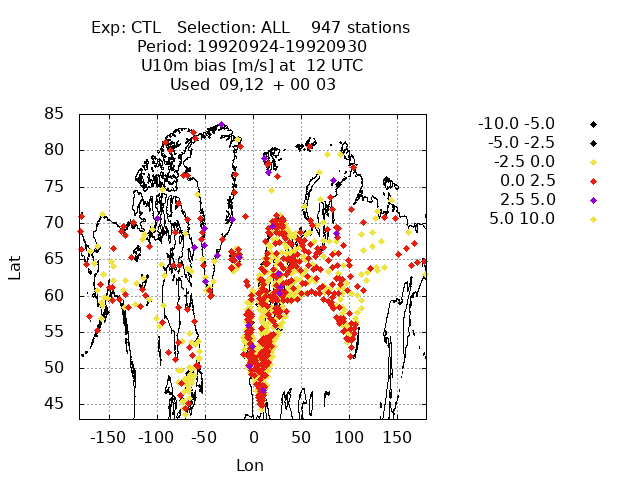 Exp: CTL   Selection: ALL    947 stations
Period: 19920924-19920930
U10m bias [m/s] at  12 UTC
Used  09,12  + 00 03
85
80
75
70
65
60
55
50
45
Lat
-150 -100 -50 0 50 100 150
Lon
-10.0 -5.0
-5.0 -2.5
-2.5 0.0
0.0 2.5
2.5 5.0
5.0 10.0